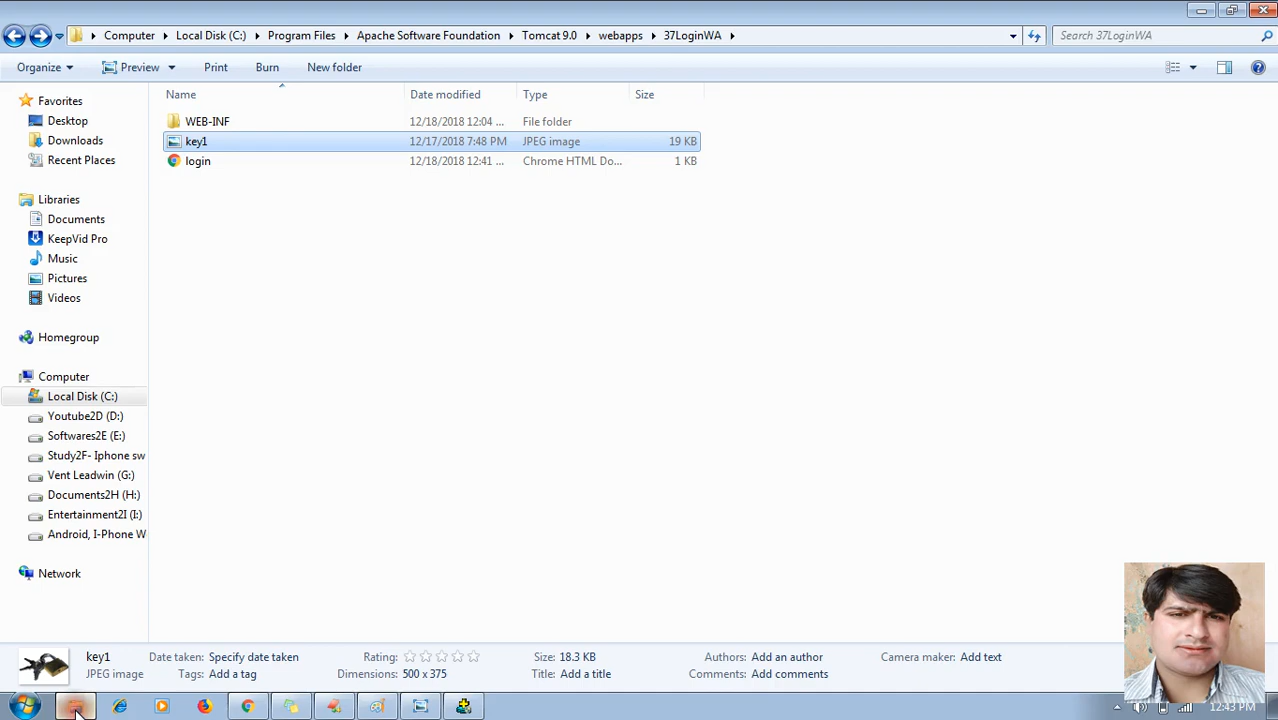 Computer Local Disk (C:) Program Files Apache Software Foundation Tomcat 9.0 webapps 37LoginWA Search 37LoginWA
Organize Preview Print Burn New folder
Name Date modified Type Size
WEB-INF 12/18/2018 12:04 ... File folder
key1 12/17/2018 7:48 PM JPEG image 19 KB
login 12/18/2018 12:41 ... Chrome HTML Do... 1 KB
Favorites
Desktop
Downloads
Recent Places
Libraries
Documents
KeepVid Pro
Music
Pictures
Videos
Homegroup
Computer
Local Disk (C:)
Youtube2D (D:)
Softwares2E (E:)
Study2F- Iphone sw
Vent Leadwin (G:)
Documents2H (H:)
Entertainment2I (I:)
Android, I-Phone W
Network
key1 Date taken: Specify date taken Rating: Size: 18.3 KB Authors: Add an author Camera maker: Add text
JPEG image Tags: Add a tag Dimensions: 500 x 375 Title: Add a title Comments: Add comments
12:43 PM